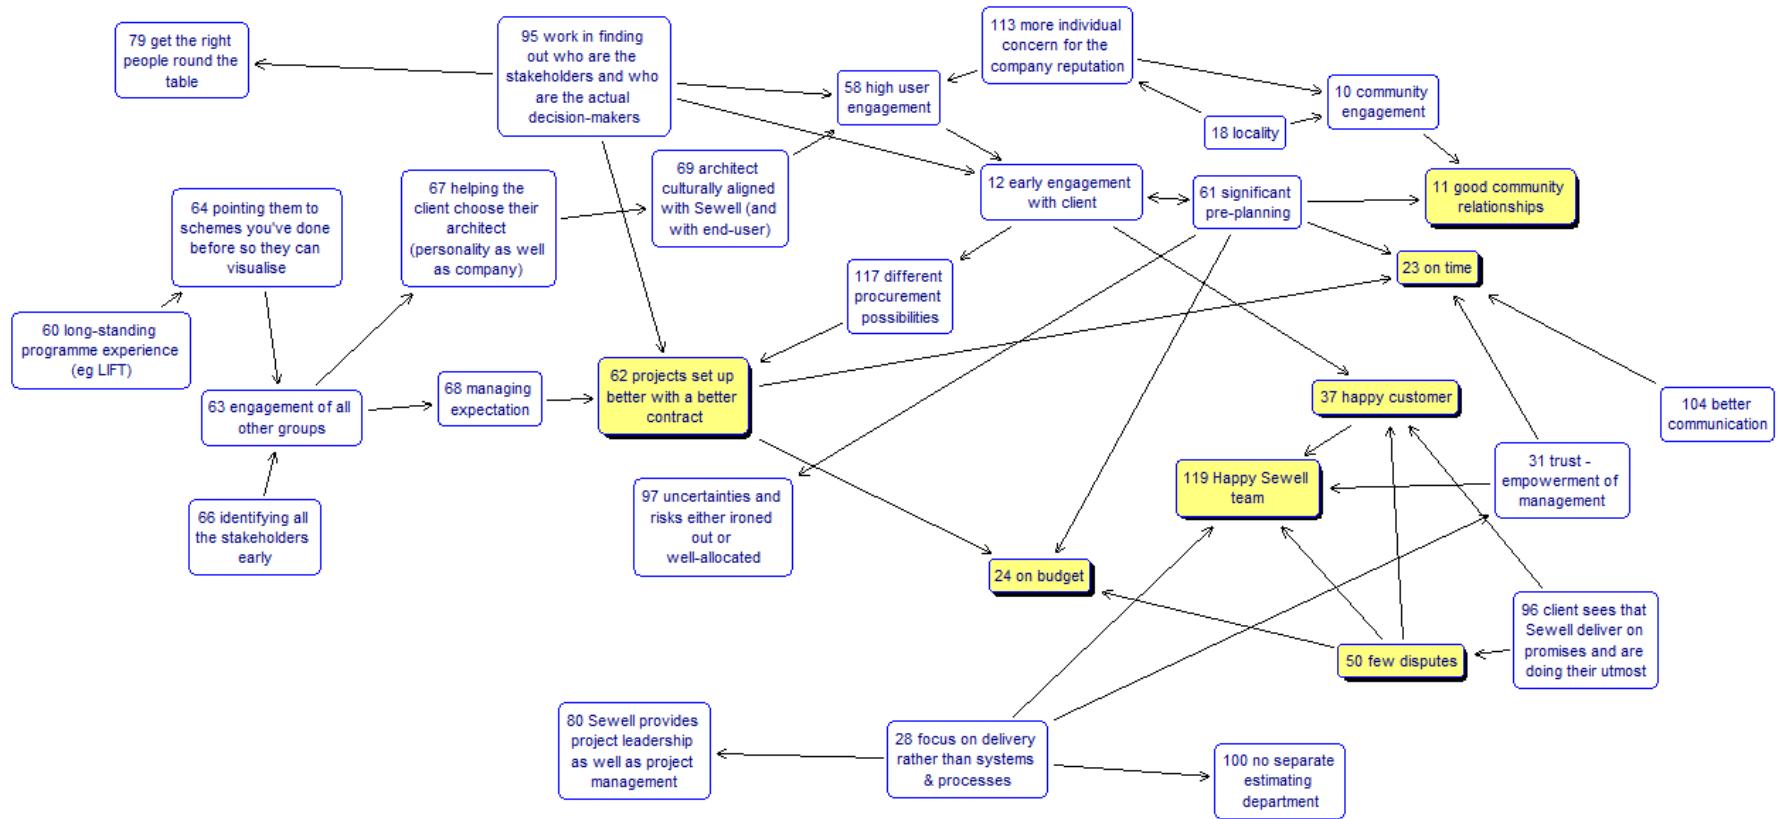 79 get the right
people round the
table
95 work in finding
out who are the
stakeholders and who
are the actual
decision-makers
113 more individual
concern for the
company reputation
58 high user
engagement
10 community
engagement
18 locality
67 helping the
client choose their
architect
(personality as well
as company)
69 architect
culturally aligned
with Sewell (and
with end-user)
12 early engagement
with client
61 significant
pre-planning
11 good community
relationships
64 pointing them to
schemes you've done
before so they can
visualise
23 on time
117 different
procurement
possibilities
60 long-standing
programme experience
(eg LIFT)
62 projects set up
better with a better
contract
68 managing
expectation
63 engagement of all
other groups
37 happy customer
104 better
communication
31 trust -
empowerment of
management
119 Happy Sewell
team
97 uncertainties and
risks either ironed
out or
well-allocated
66 identifying all
the stakeholders
early
24 on budget
96 client sees that
Sewell deliver on
promises and are
doing their utmost
50 few disputes
80 Sewell provides
project leadership
as well as project
management
28 focus on delivery
rather than systems
& processes
100 no separate
estimating
department